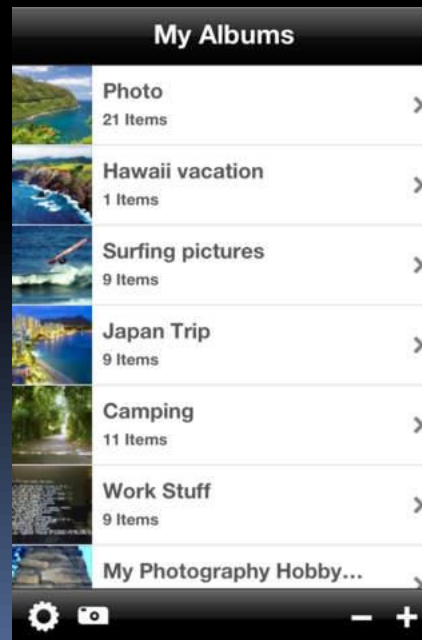 My Albums
Photo
21 Items
Hawaii vacation
1 Items
Surfing pictures
9 Items
Japan Trip
9 Items
Camping
11 Items
Work Stuff
9 Items
My Photography Hobby...